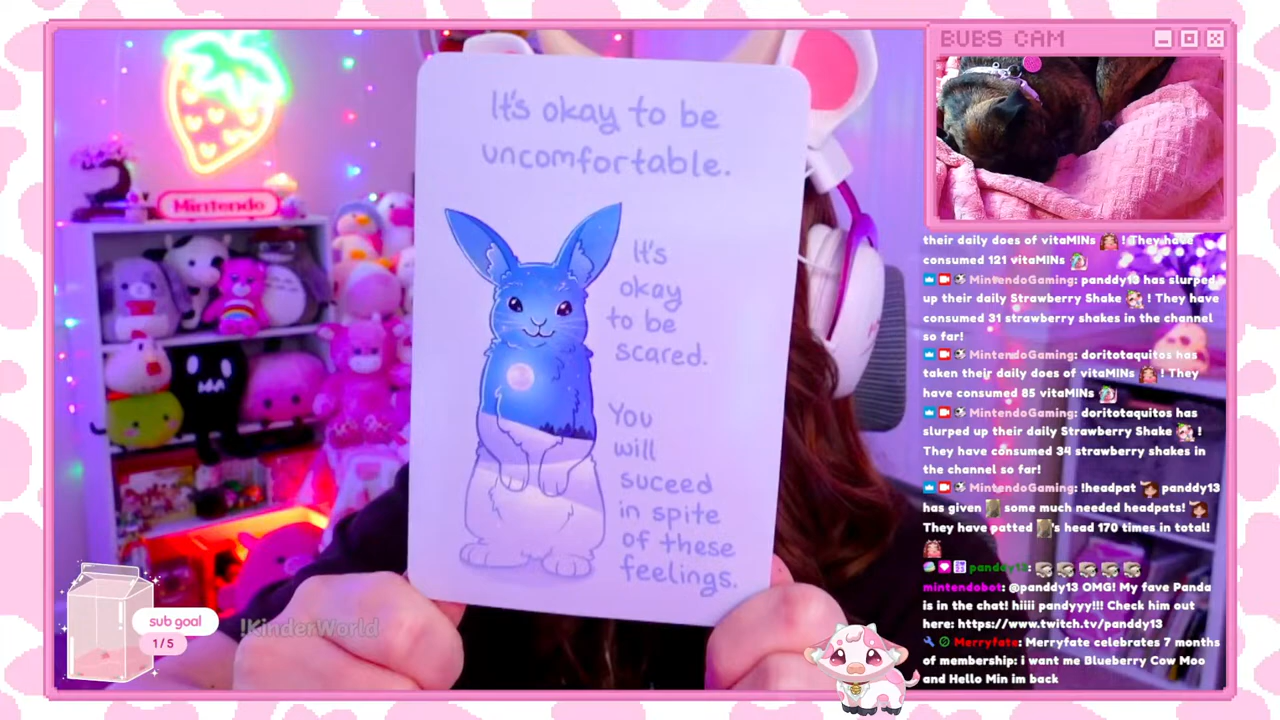 It's okay to be
uncomfortable.
It's
okay
to be
scared.
You
will
suceed
in spite
of these
feelings.
Mintendo
sub goal
1/5
!KinderWorld
BUBS CAM
their daily does of vitaMINs ! They have
consumed 121 vitaMINs
MintendoGaming: panddy13 has slurped
up their daily Strawberry Shake ! They have
consumed 31 strawberry shakes in the channel
so far!
MintendoGaming: doritotaquitos has
taken their daily does of vitaMINs ! They
have consumed 85 vitaMINs
MintendoGaming: doritotaquitos has
slurped up their daily Strawberry Shake !
They have consumed 34 strawberry shakes in
the channel so far!
MintendoGaming: !headpat panddy13
has given some much needed headpats!
They have patted 's head 170 times in total!
panddy13:
mintendobot: @panddy13 OMG! My fave Panda
is in the chat! hiiii pandyyy!!! Check him out
here: https://www.twitch.tv/panddy13
Merryfate: Merryfate celebrates 7 months
of membership: i want me Blueberry Cow Moo
and Hello Min im back